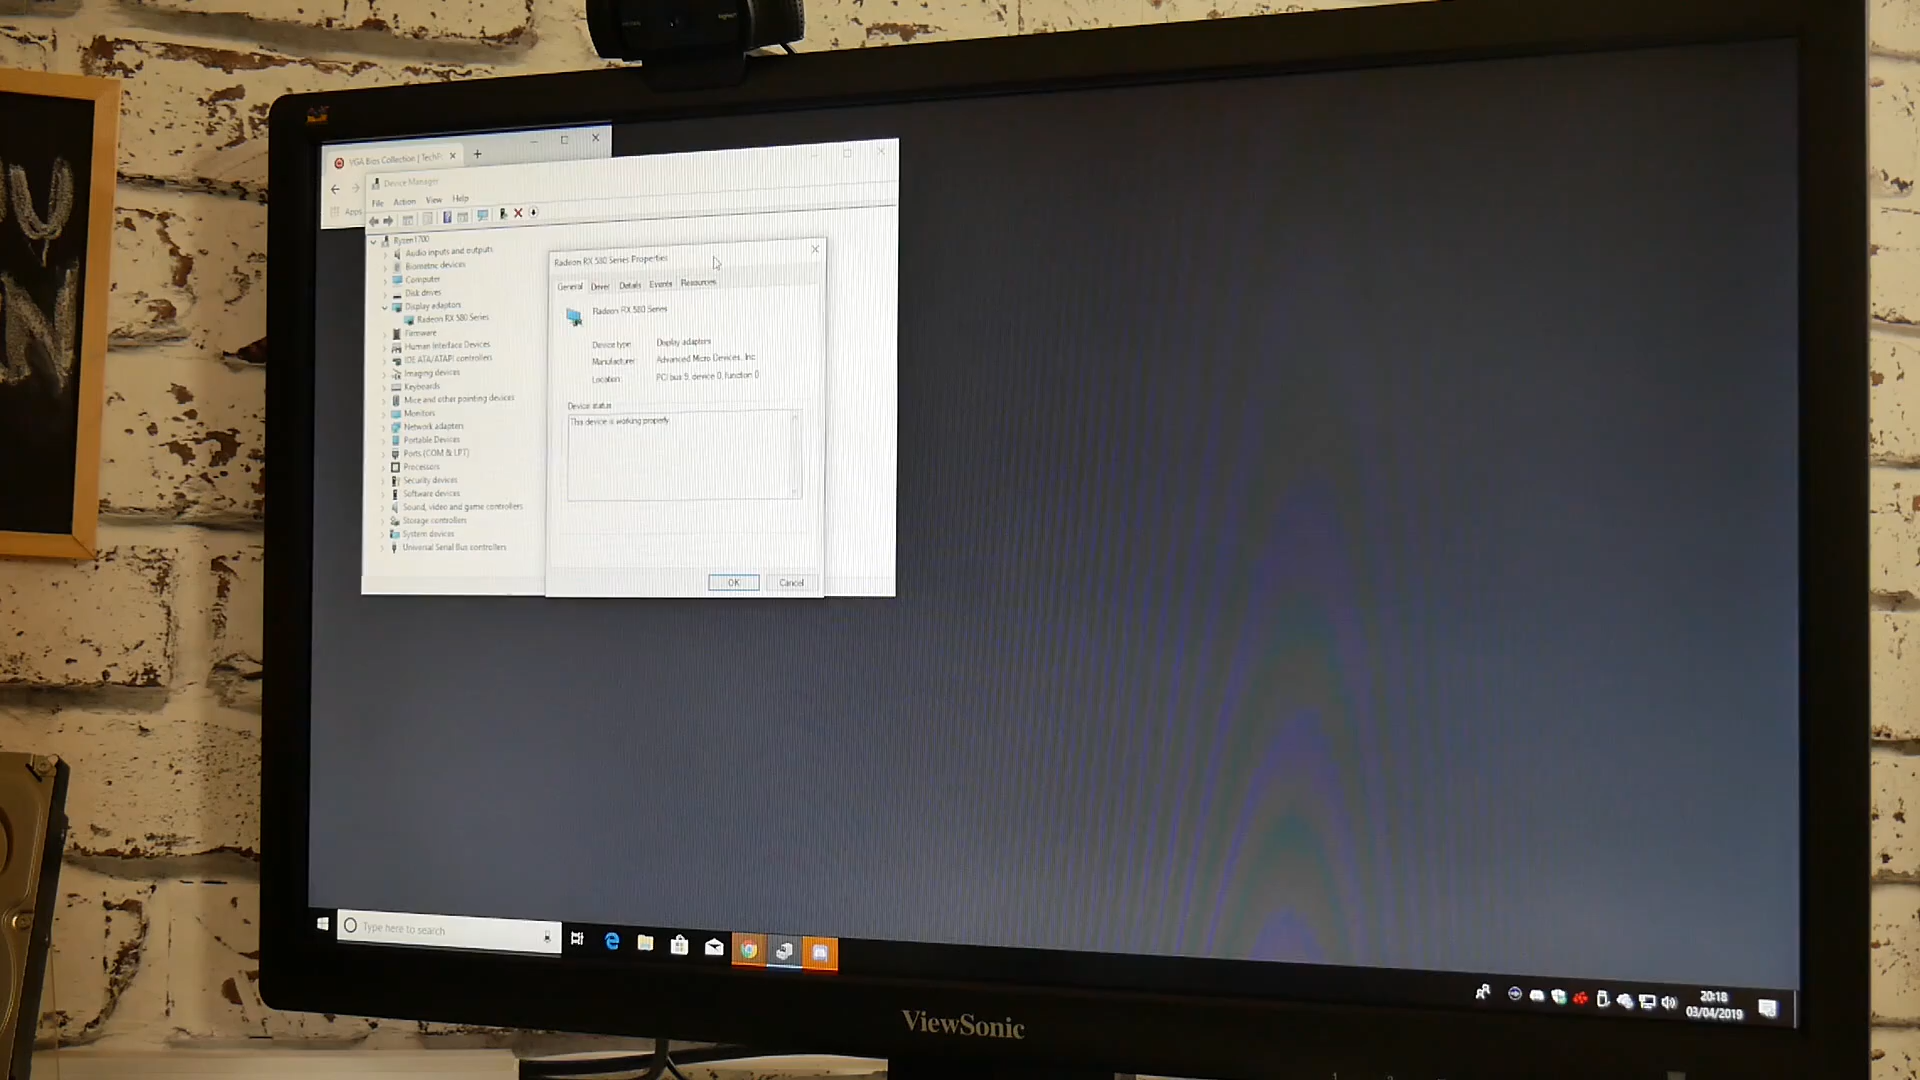 logitech
VGA Bios Collection | TechP
Apps
Device Manager
File Action View Help
Ryzen1700
Audio inputs and outputs
Biometric devices
Computer
Disk drives
Display adaptors
Radeon RX 580 Series
Firmware
Human Interface Devices
IDE ATA/ATAPI controllers
Imaging devices
Keyboards
Mice and other pointing devices
Monitors
Network adapters
Portable Devices
Ports (COM & LPT)
Processors
Security devices
Software devices
Sound, video and game controllers
Storage controllers
System devices
Universal Serial Bus controllers
Radeon RX 580 Series Properties
General Driver Details Events Resources
Radeon RX 580 Series
Device type: Display adapters
Manufacturer: Advanced Micro Devices, Inc.
Location: PCI bus 9, device 0, function 0
Device status
This device is working properly.
OK Cancel
Type here to search
20:18
03/04/2019
ViewSonic
U
N